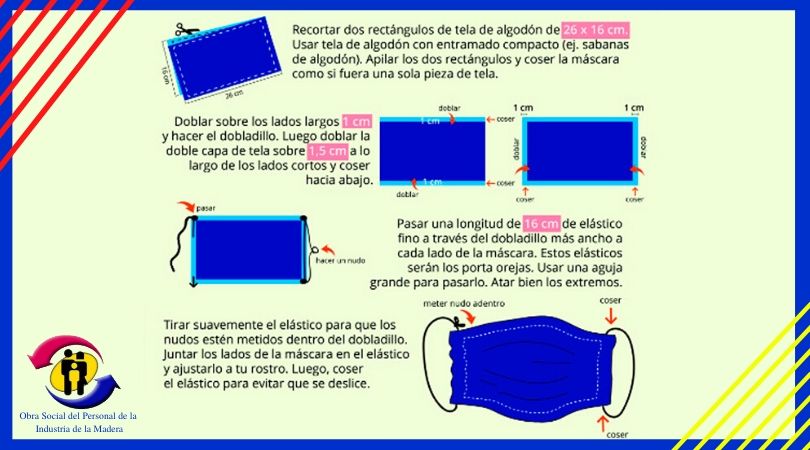 Recortar dos rectángulos de tela de algodón de 26 x 16 cm.
Usar tela de algodón con entramado compacto (ej. sabanas
de algodón). Apilar los dos rectángulos y coser la máscara
como si fuera una sola pieza de tela.
16 cm
26 cm
Doblar sobre los lados largos 1 cm
y hacer el dobladillo. Luego doblar la
doble capa de tela sobre 1,5 cm a lo
largo de los lados cortos y coser
hacia abajo.
doblar
1 cm
coser
1 cm
coser
doblar
1 cm
1 cm
doblar
doblar
coser
coser
pasar
hacer un nudo
Pasar una longitud de 16 cm de elástico
fino a través del dobladillo más ancho a
cada lado de la máscara. Estos elásticos
serán los porta orejas. Usar una aguja
grande para pasarlo. Atar bien los extremos.
Tirar suavemente el elástico para que los
nudos estén metidos dentro del dobladillo.
Juntar los lados de la máscara en el elástico
y ajustarlo a tu rostro. Luego, coser
el elástico para evitar que se deslice.
meter nudo adentro
coser
coser
Obra Social del Personal de la
Industria de la Madera